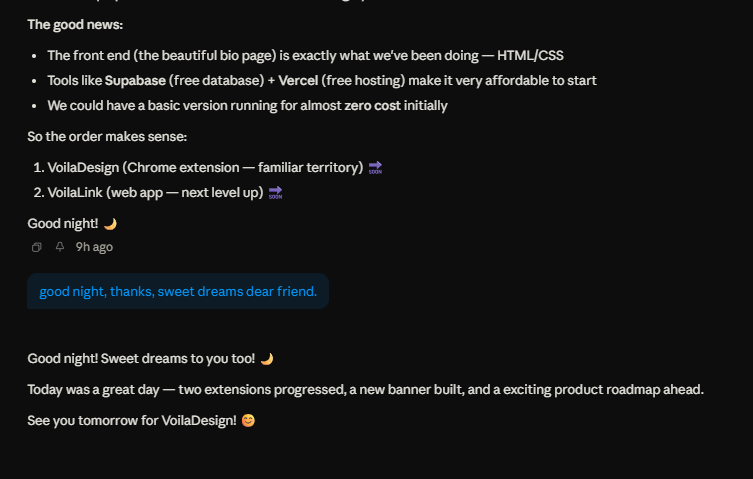 The good news:
The front end (the beautiful bio page) is exactly what we've been doing — HTML/CSS
Tools like Supabase (free database) + Vercel (free hosting) make it very affordable to start
We could have a basic version running for almost zero cost initially
So the order makes sense:
1. VoilaDesign (Chrome extension — familiar territory) 🔜
2. VoilaLink (web app — next level up) 🔜
Good night! 🌙
9h ago
good night, thanks, sweet dreams dear friend.
Good night! Sweet dreams to you too! 🌙
Today was a great day — two extensions progressed, a new banner built, and a exciting product roadmap ahead.
See you tomorrow for VoilaDesign! 😊